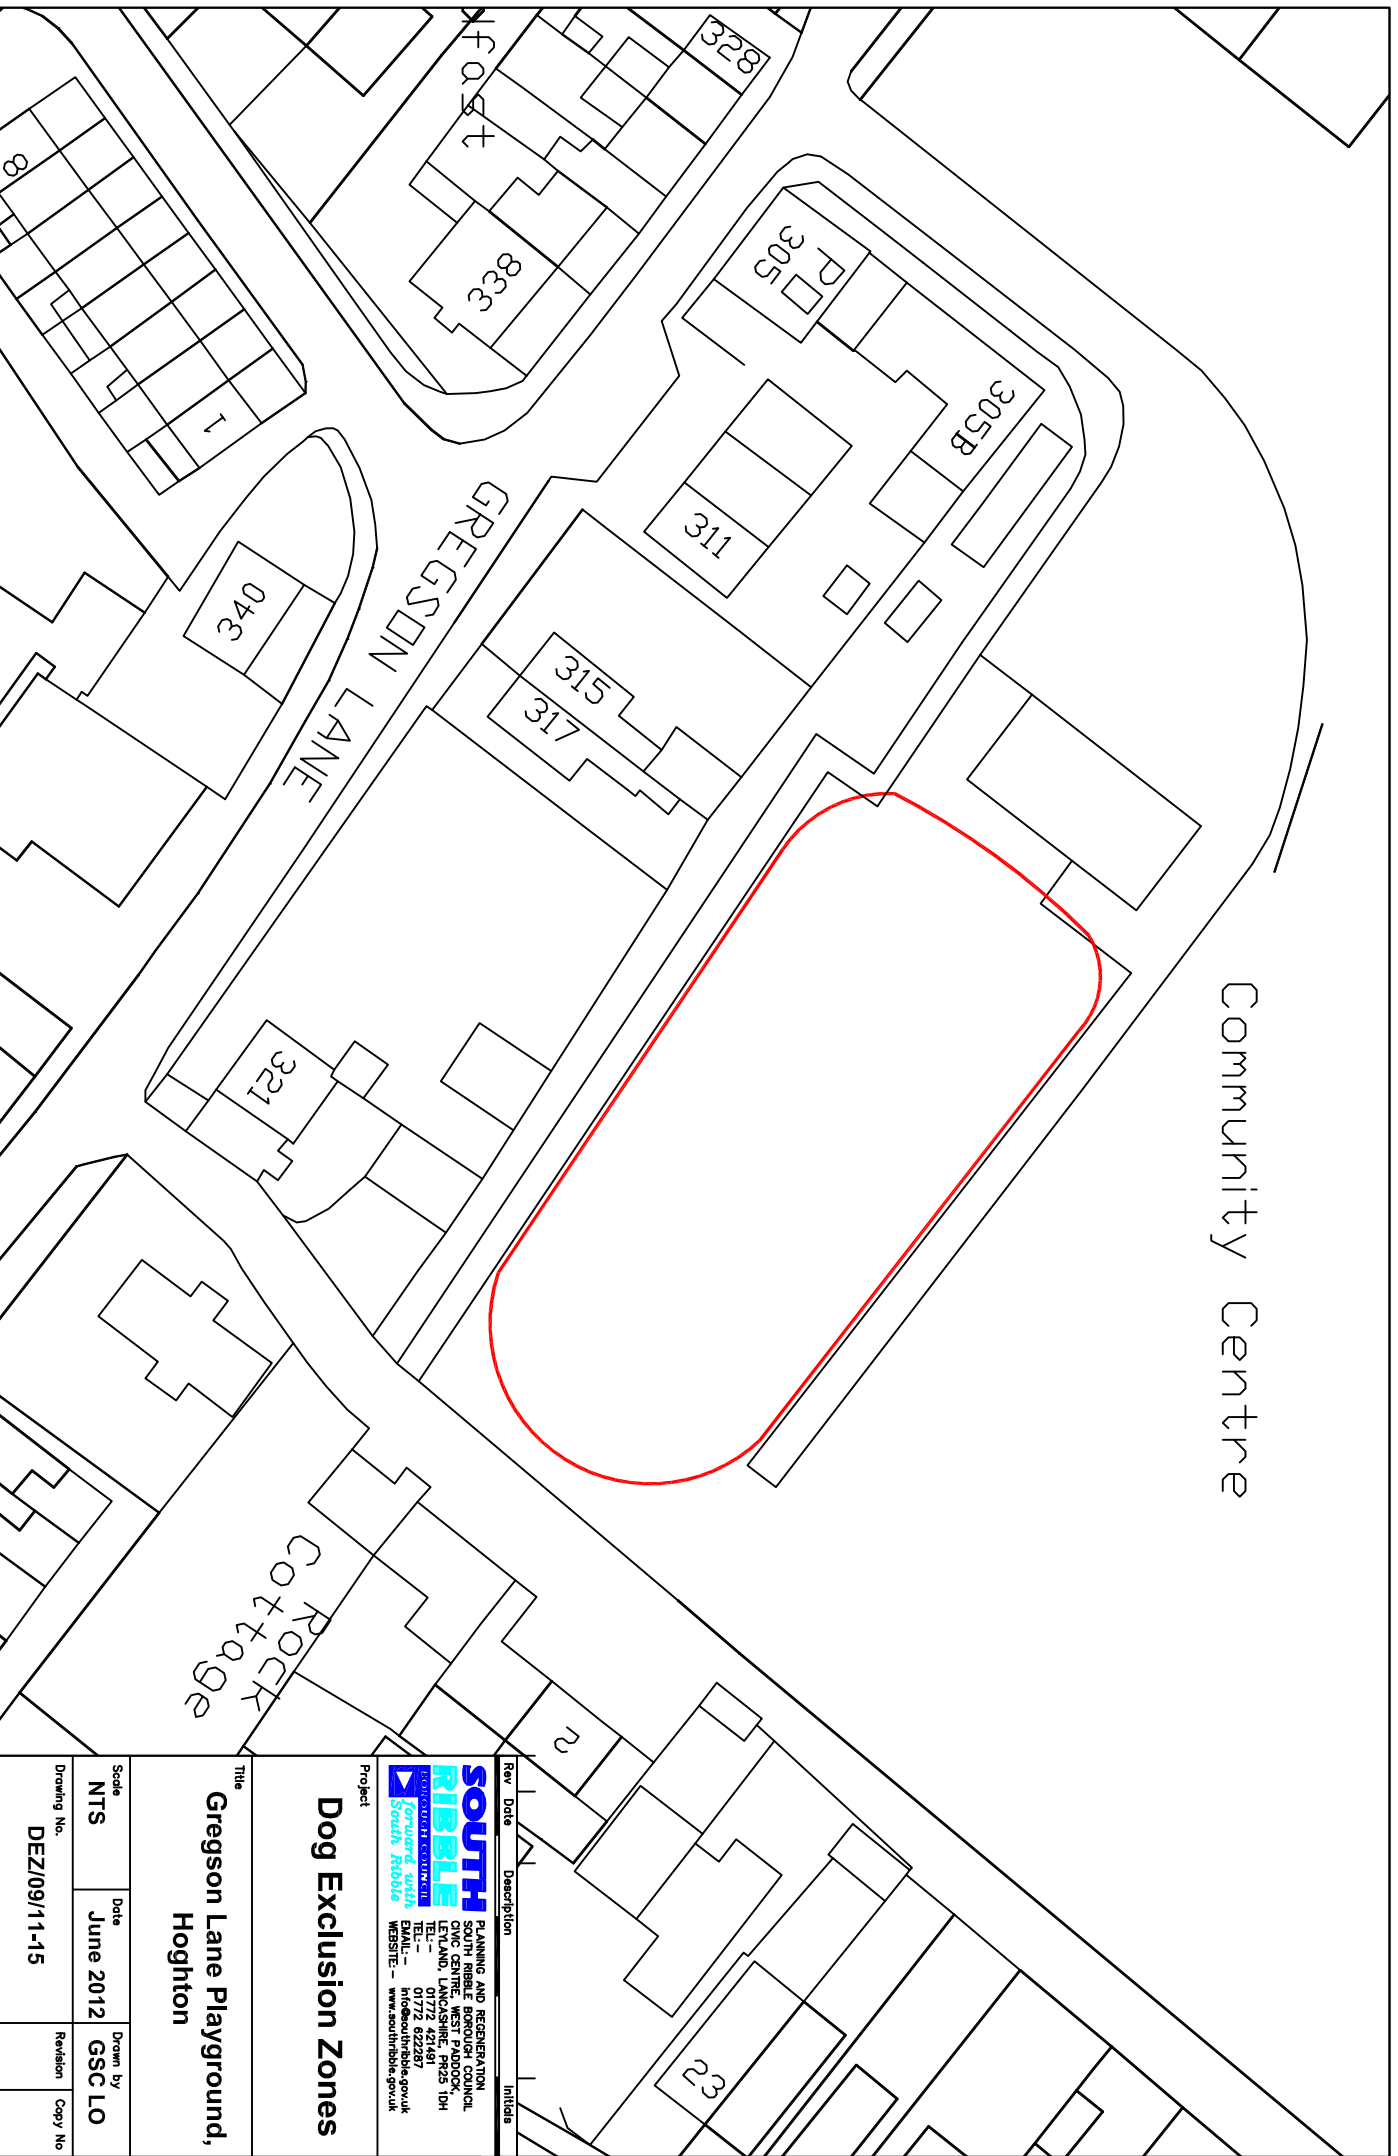 Community Centre
328
338
8
1
P
305
305B
311
315
317
GREGSON LANE
340
321
Rock
Cottage
2
23
Rev Date Description Initials
SOUTH
RIBBLE
BOROUGH COUNCIL
forward with
South Ribble
PLANNING AND REGENERATION
SOUTH RIBBLE BOROUGH COUNCIL
CIVIC CENTRE, WEST PADDOCK,
LEYLAND, LANCASHIRE, PR25 1DH
TEL:- 01772 421491
TEL:- 01772 622287
EMAIL:- info@southribble.gov.uk
WEBSITE:- www.southribble.gov.uk
Project
Dog Exclusion Zones
Title
Gregson Lane Playground,
Hoghton
Scale Date Drawn by
NTS June 2012 GSC LO
Drawing No. Revision Copy No
DEZ/09/11-15